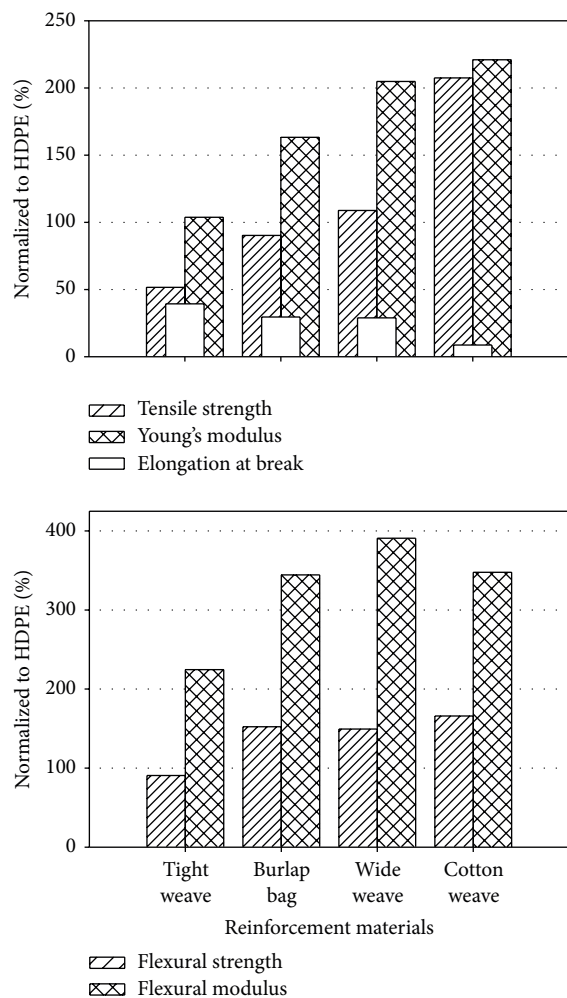 250
200
150
100
50
0
Normalized to HDPE (%)
Tensile strength
Young's modulus
Elongation at break
400
300
200
100
0
Normalized to HDPE (%)
Tight weave
Burlap bag
Wide weave
Cotton weave
Reinforcement materials
Flexural strength
Flexural modulus